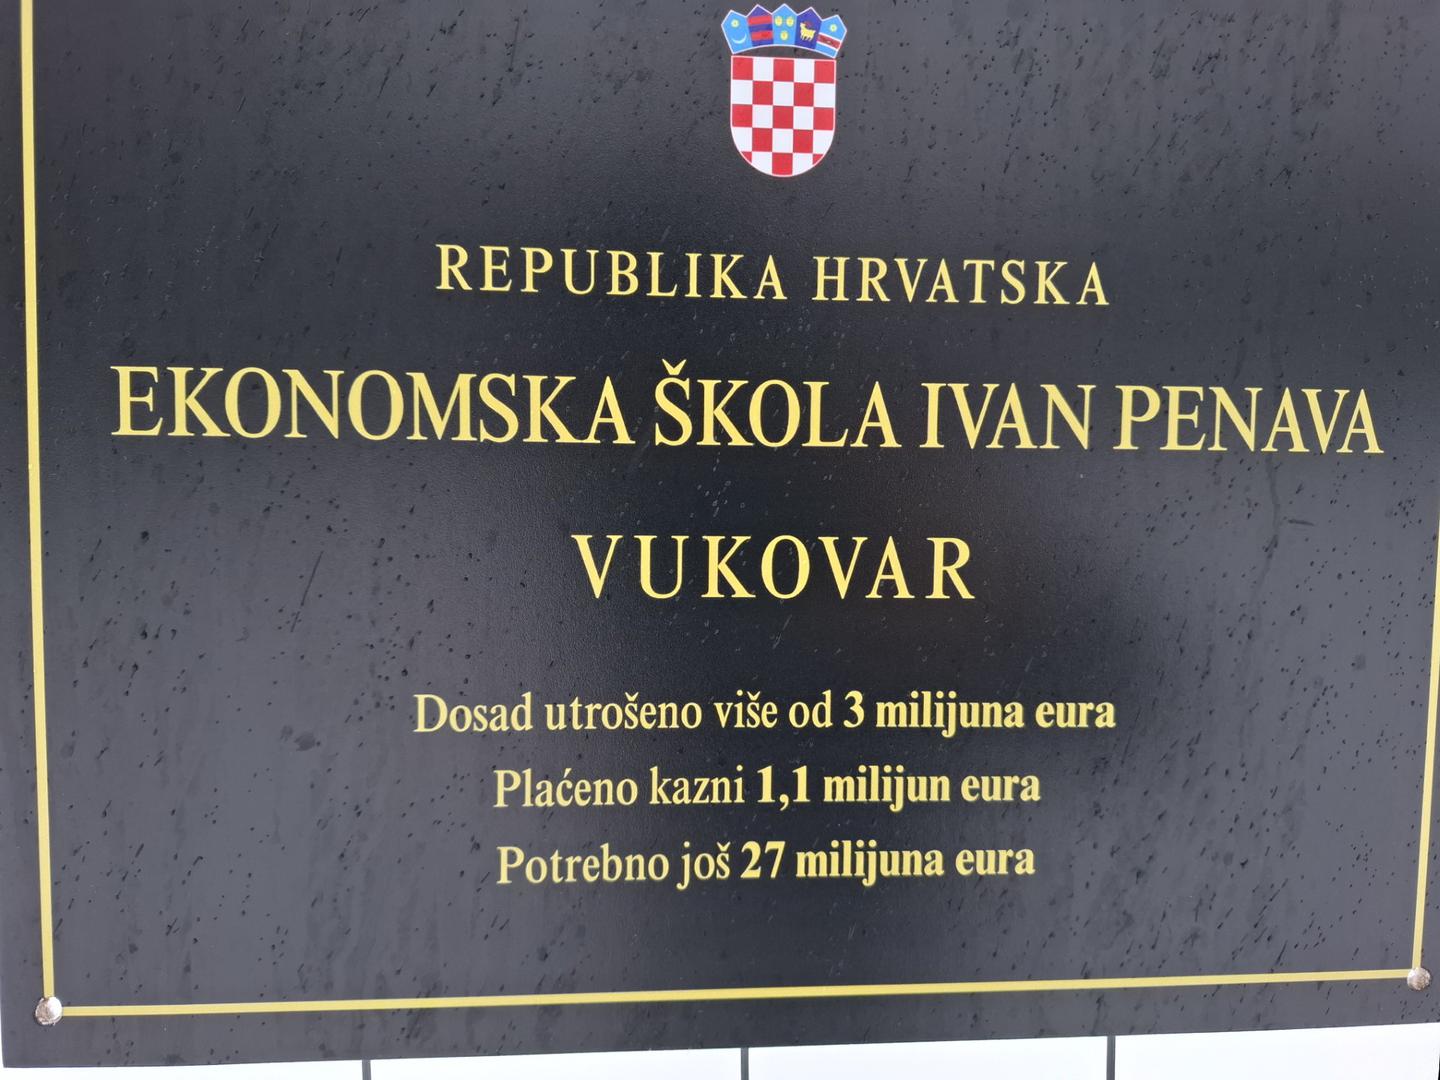 REPUBLIKA HRVATSKA
EKONOMSKA ŠKOLA IVAN PENAVA
VUKOVAR
Dosad utrošeno više od 3 milijuna eura
Plaćeno kazni 1,1 milijun eura
Potrebno još 27 milijuna eura